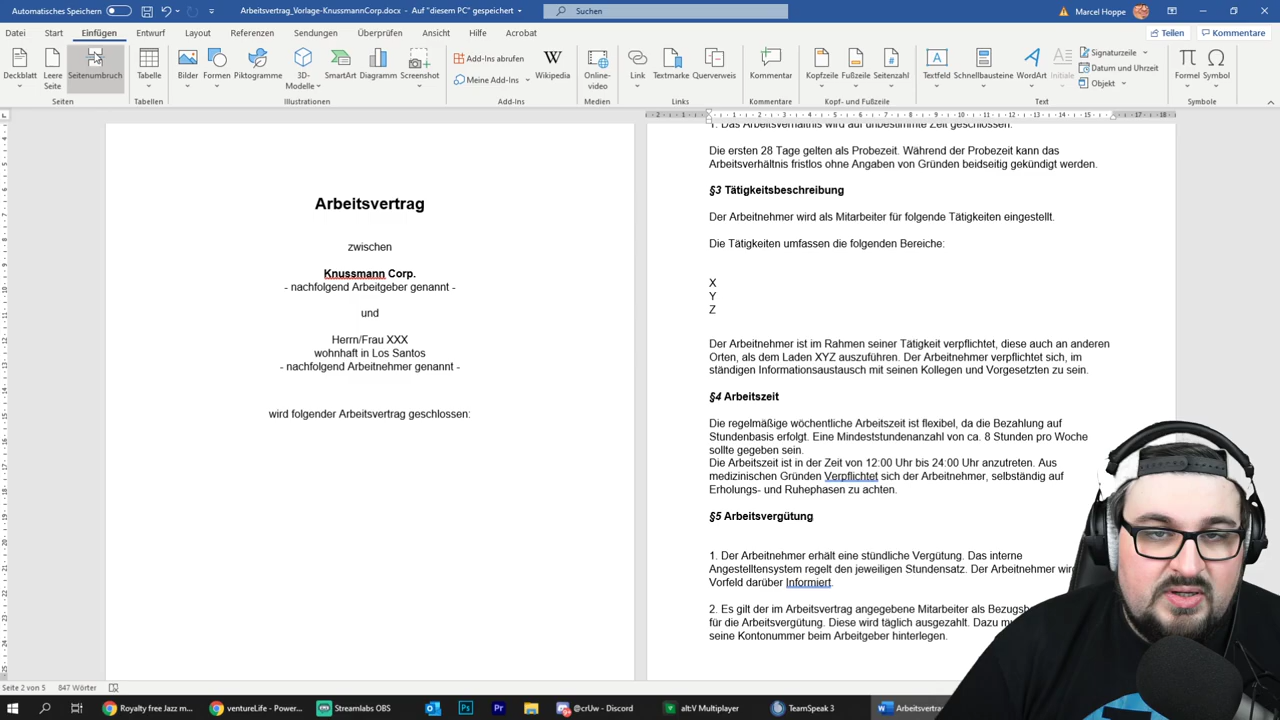 Automatisches Speichern
Arbeitsvertrag_Vorlage-KnussmannCorp.docx - Auf "diesem PC" gespeichert
Suchen
Marcel Hoppe
Datei Start Einfügen Entwurf Layout Referenzen Sendungen Überprüfen Ansicht Hilfe Acrobat
Teilen Kommentare
Deckblatt
Leere Seite
Seitenumbruch
Tabelle
Bilder
Formen
Piktogramme
3D-Modelle
SmartArt
Diagramm
Screenshot
Add-Ins abrufen
Meine Add-Ins
Wikipedia
Online-video
Link
Textmarke
Querverweis
Kommentar
Kopfzeile
Fußzeile
Seitenzahl
Textfeld
Schnellbausteine
WordArt
Initiale
Signaturzeile
Datum und Uhrzeit
Objekt
Formel
Symbol
Seiten Tabellen Illustrationen Add-Ins Medien Links Kommentare Kopf- und Fußzeile Text Symbole
Arbeitsvertrag
zwischen
Knussmann Corp.
- nachfolgend Arbeitgeber genannt -
und
Herrn/Frau XXX
wohnhaft in Los Santos
- nachfolgend Arbeitnehmer genannt -
wird folgender Arbeitsvertrag geschlossen:
1. Das Arbeitsverhältnis wird auf unbestimmte Zeit geschlossen.
Die ersten 28 Tage gelten als Probezeit. Während der Probezeit kann das
Arbeitsverhältnis fristlos ohne Angaben von Gründen beidseitig gekündigt werden.
§3 Tätigkeitsbeschreibung
Der Arbeitnehmer wird als Mitarbeiter für folgende Tätigkeiten eingestellt.
Die Tätigkeiten umfassen die folgenden Bereiche:
X
Y
Z
Der Arbeitnehmer ist im Rahmen seiner Tätigkeit verpflichtet, diese auch an anderen
Orten, als dem Laden XYZ auszuführen. Der Arbeitnehmer verpflichtet sich, im
ständigen Informationsaustausch mit seinen Kollegen und Vorgesetzten zu sein.
§4 Arbeitszeit
Die regelmäßige wöchentliche Arbeitszeit ist flexibel, da die Bezahlung auf
Stundenbasis erfolgt. Eine Mindeststundenanzahl von ca. 8 Stunden pro Woche
sollte gegeben sein.
Die Arbeitszeit ist in der Zeit von 12:00 Uhr bis 24:00 Uhr anzutreten. Aus
medizinischen Gründen Verpflichtet sich der Arbeitnehmer, selbständig auf
Erholungs- und Ruhephasen zu achten.
§5 Arbeitsvergütung
1. Der Arbeitnehmer erhält eine stündliche Vergütung. Das interne
Angestelltensystem regelt den jeweiligen Stundensatz. Der Arbeitnehmer
Vorfeld darüber Informiert.
2. Es gilt der im Arbeitsvertrag angegebene Mitarbeiter als
für die Arbeitsvergütung. Diese wird täglich ausgezahlt. Dazu
seine Kontonummer beim Arbeitgeber hinterlegen.
Seite 2 von 5 847 Wörter
Royalty free Jazz m...
ventureLife - Powe...
Streamlabs OBS
@crUw - Discord
alt:V Multiplayer
TeamSpeak 3